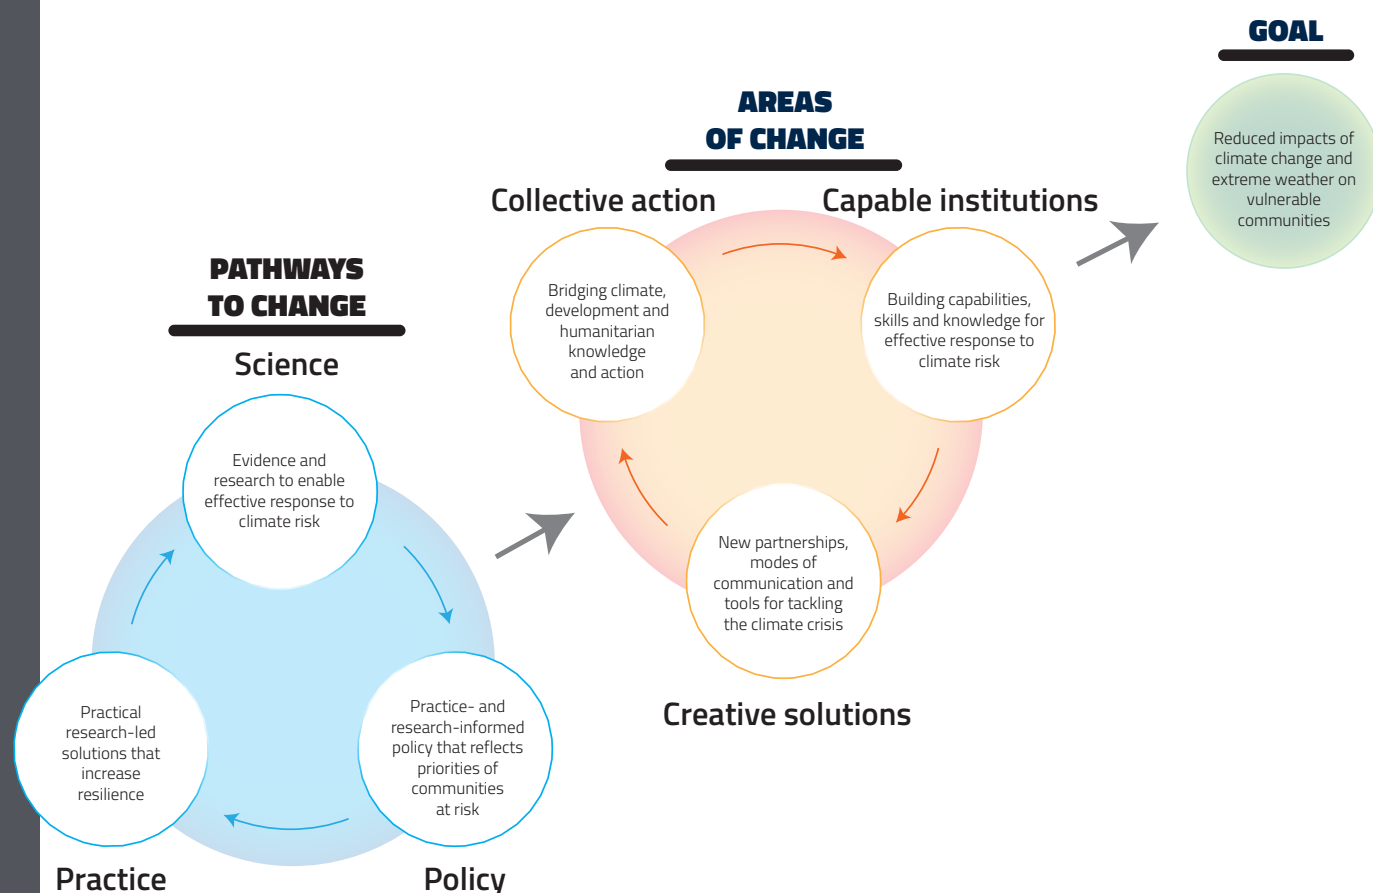 PATHWAYS
TO CHANGE
Science
Evidence and
research to enable
effective response to
climate risk
Practical
research-led
solutions that
increase
resilience
Practice
Practice- and
research-informed
policy that reflects
priorities of
communities
at risk
Policy
AREAS
OF CHANGE
Collective action
Bridging climate,
development and
humanitarian
knowledge
and action
Capable institutions
Building capabilities,
skills and knowledge for
effective response to
climate risk
New partnerships,
modes of
communication and
tools for tackling
the climate crisis
Creative solutions
GOAL
Reduced impacts of
climate change and
extreme weather on
vulnerable
communities